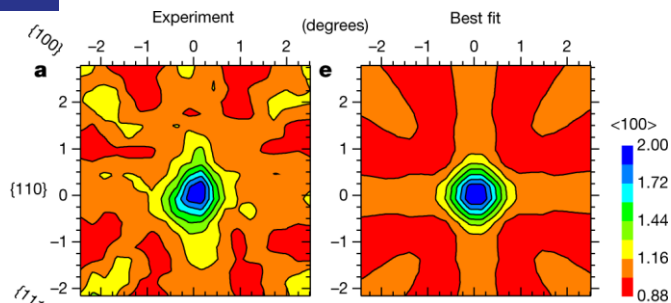 Experiment (degrees) Best fit
{100} −2 −1 0 1 2 −2 −1 0 1 2
a e
2 2
<100>
1 1 2.00
1.72
{110} 0 0
1.44
−1 −1 1.16
−2 −2 0.88